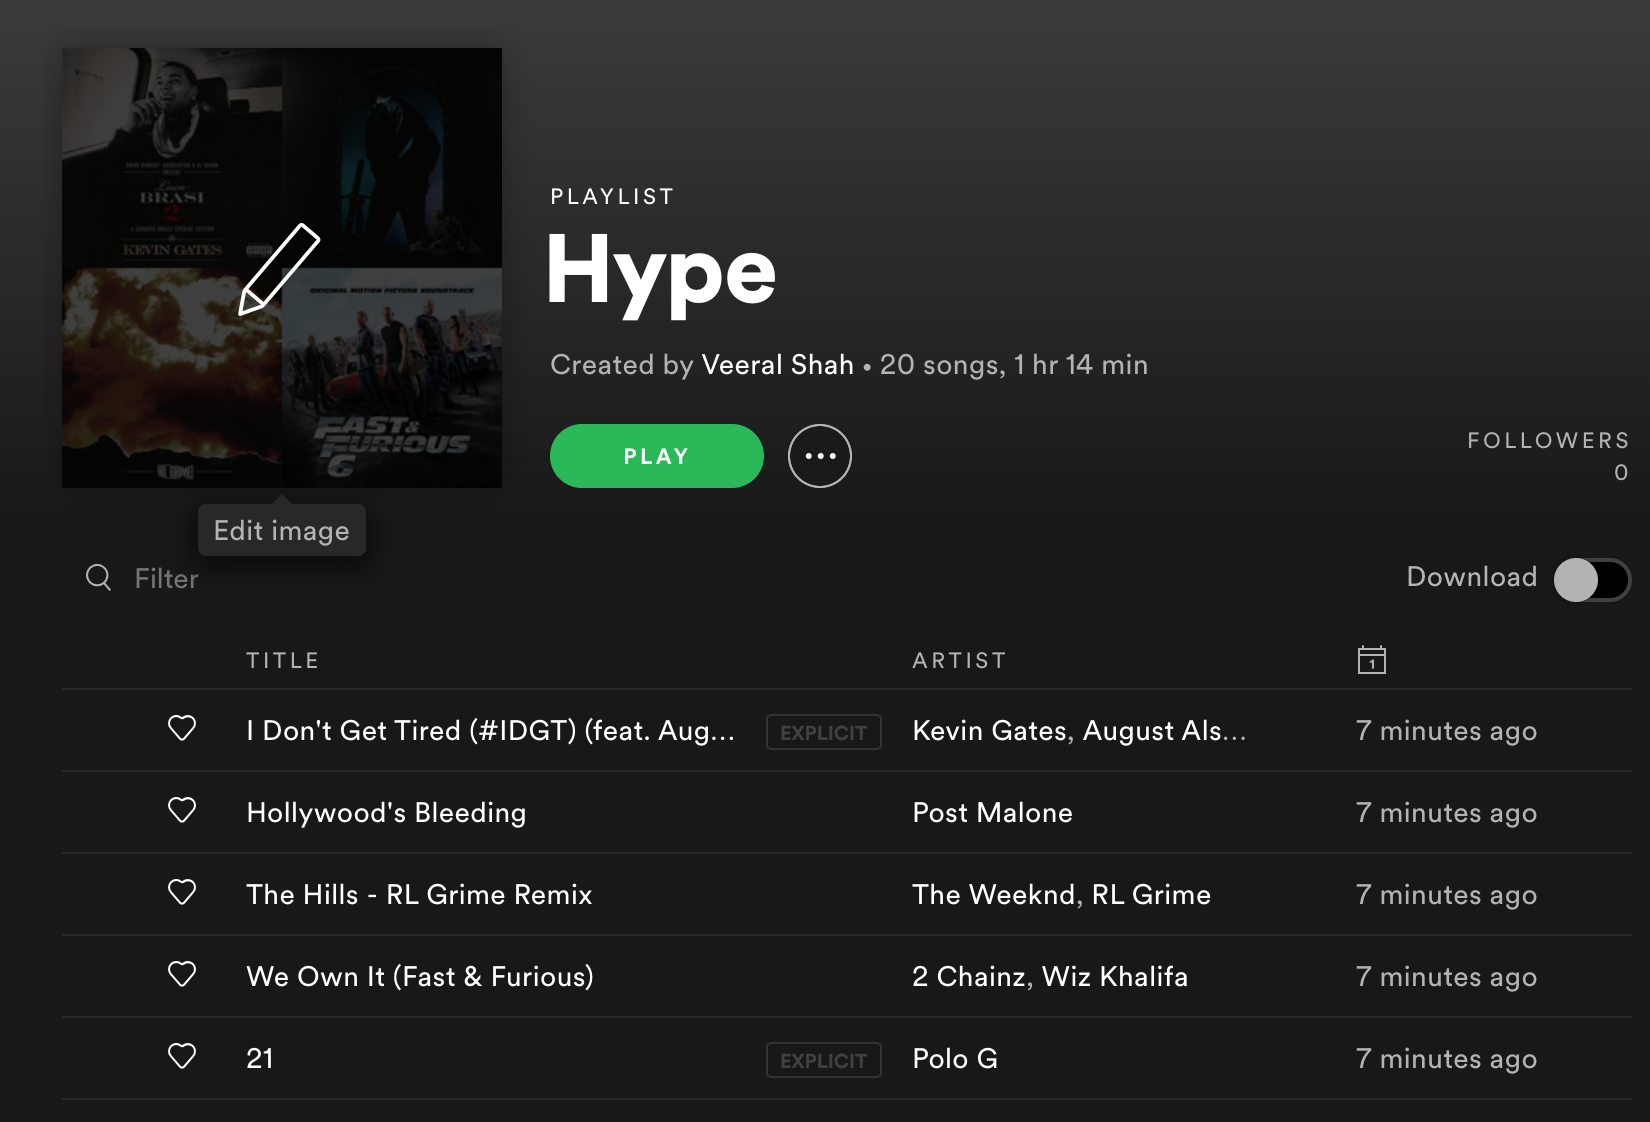 Luca
BRASI
2
KEVIN GATES
ORIGINAL MOTION PICTURE SOUNDTRACK
FAST &
FURIOUS
6
PLAYLIST
Hype
Created by Veeral Shah • 20 songs, 1 hr 14 min
PLAY
FOLLOWERS
0
Edit image
Filter
Download
TITLE ARTIST 1
I Don't Get Tired (#IDGT) (feat. Aug... EXPLICIT Kevin Gates, August Als... 7 minutes ago
Hollywood's Bleeding Post Malone 7 minutes ago
The Hills - RL Grime Remix The Weeknd, RL Grime 7 minutes ago
We Own It (Fast & Furious) 2 Chainz, Wiz Khalifa 7 minutes ago
21 EXPLICIT Polo G 7 minutes ago